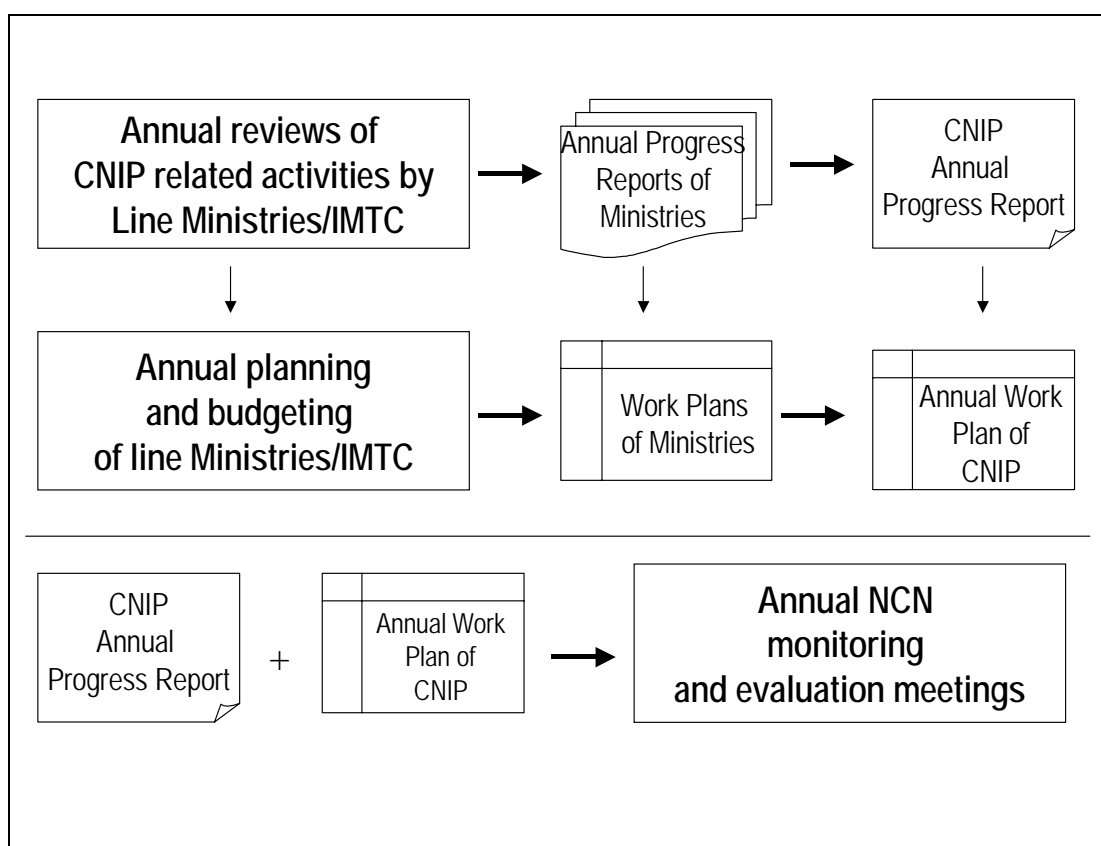 Annual reviews of
CNIP related activities by
Line Ministries/IMTC
Annual Progress
Reports of
Ministries
CNIP
Annual
Progress Report
Annual planning
and budgeting
of line Ministries/IMTC
Work Plans
of Ministries
Annual Work
Plan of
CNIP
CNIP
Annual
Progress Report
+
Annual Work
Plan of
CNIP
Annual NCN
monitoring
and evaluation meetings